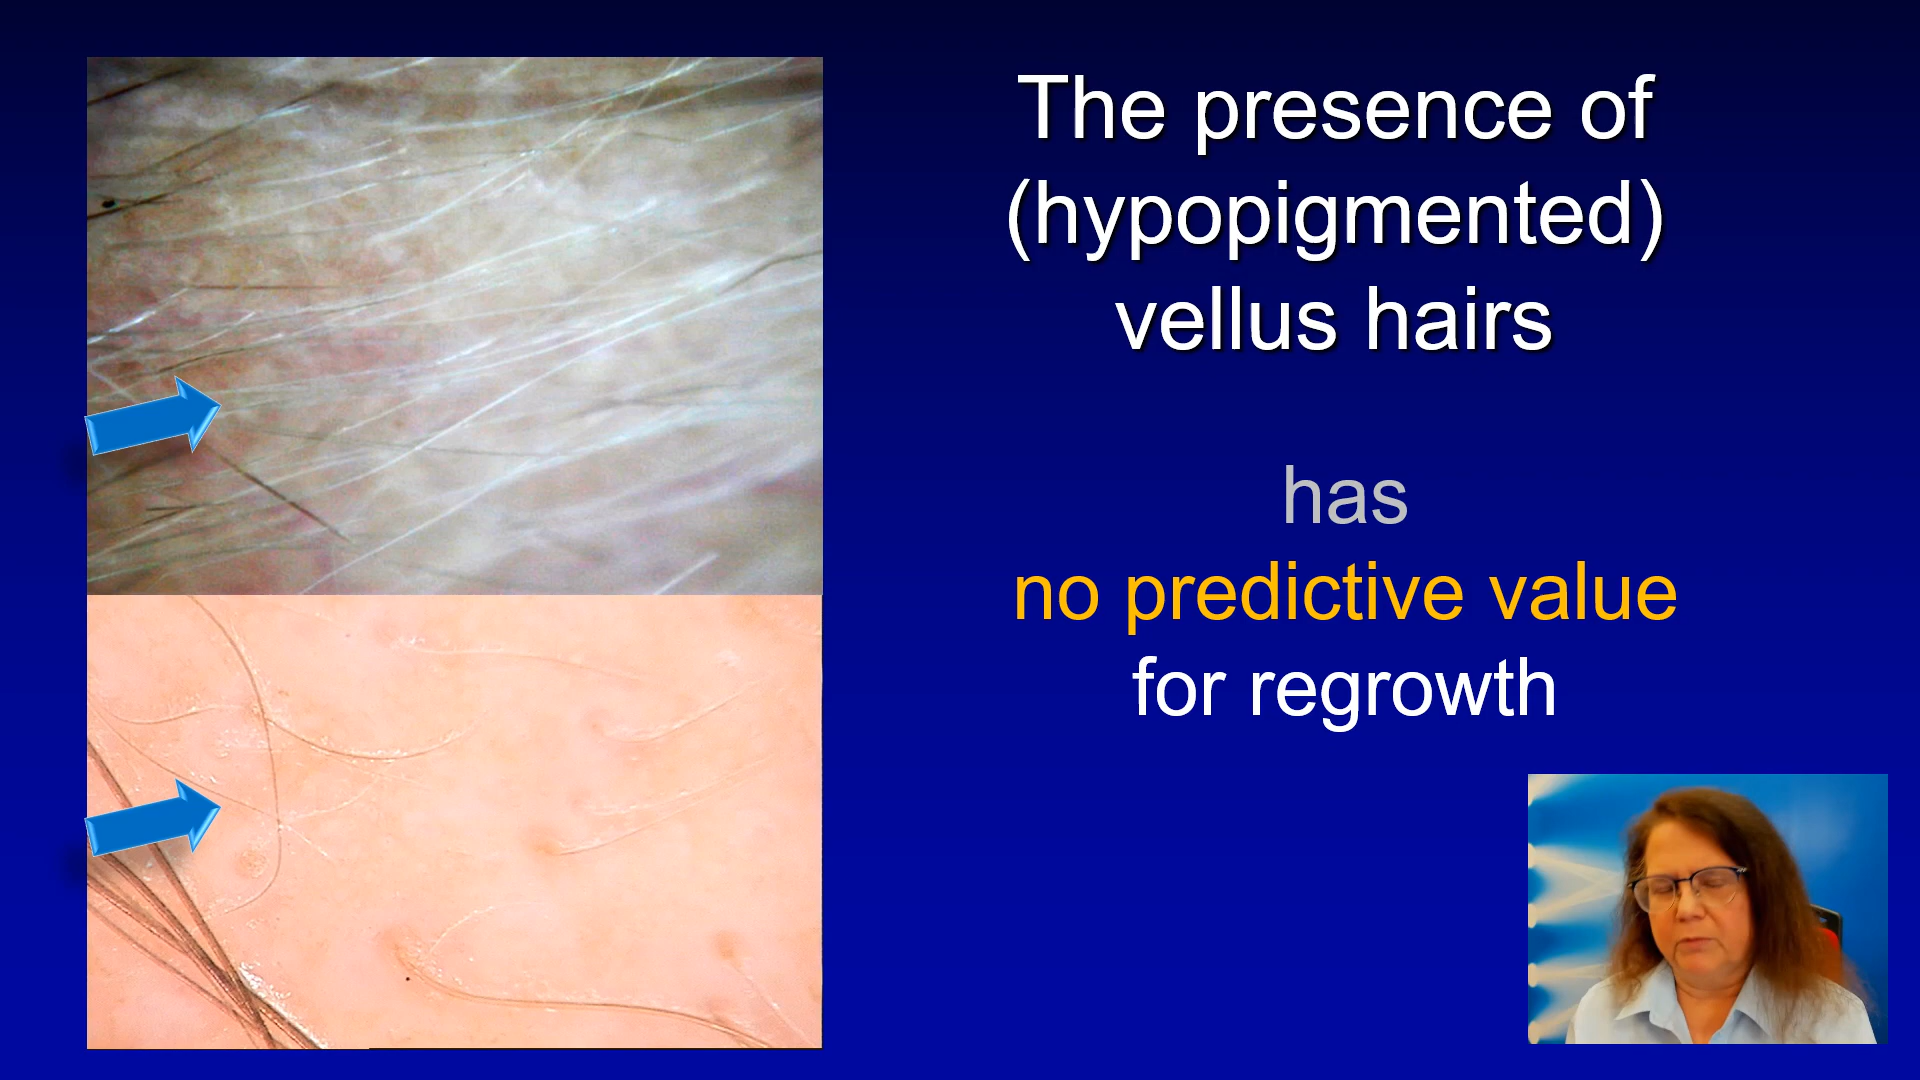 The presence of
(hypopigmented)
vellus hairs
has
no predictive value
for regrowth